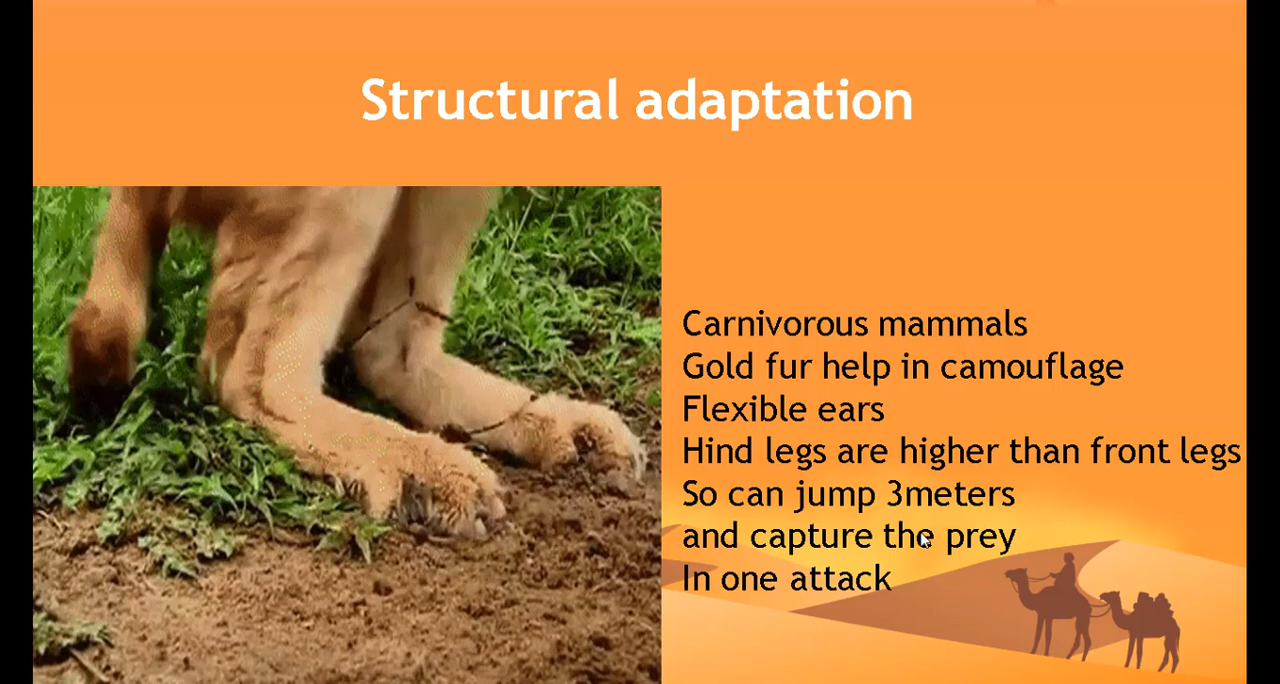 Structural adaptation
Carnivorous mammals
Gold fur help in camouflage
Flexible ears
Hind legs are higher than front legs
So can jump 3meters
and capture the prey
In one attack